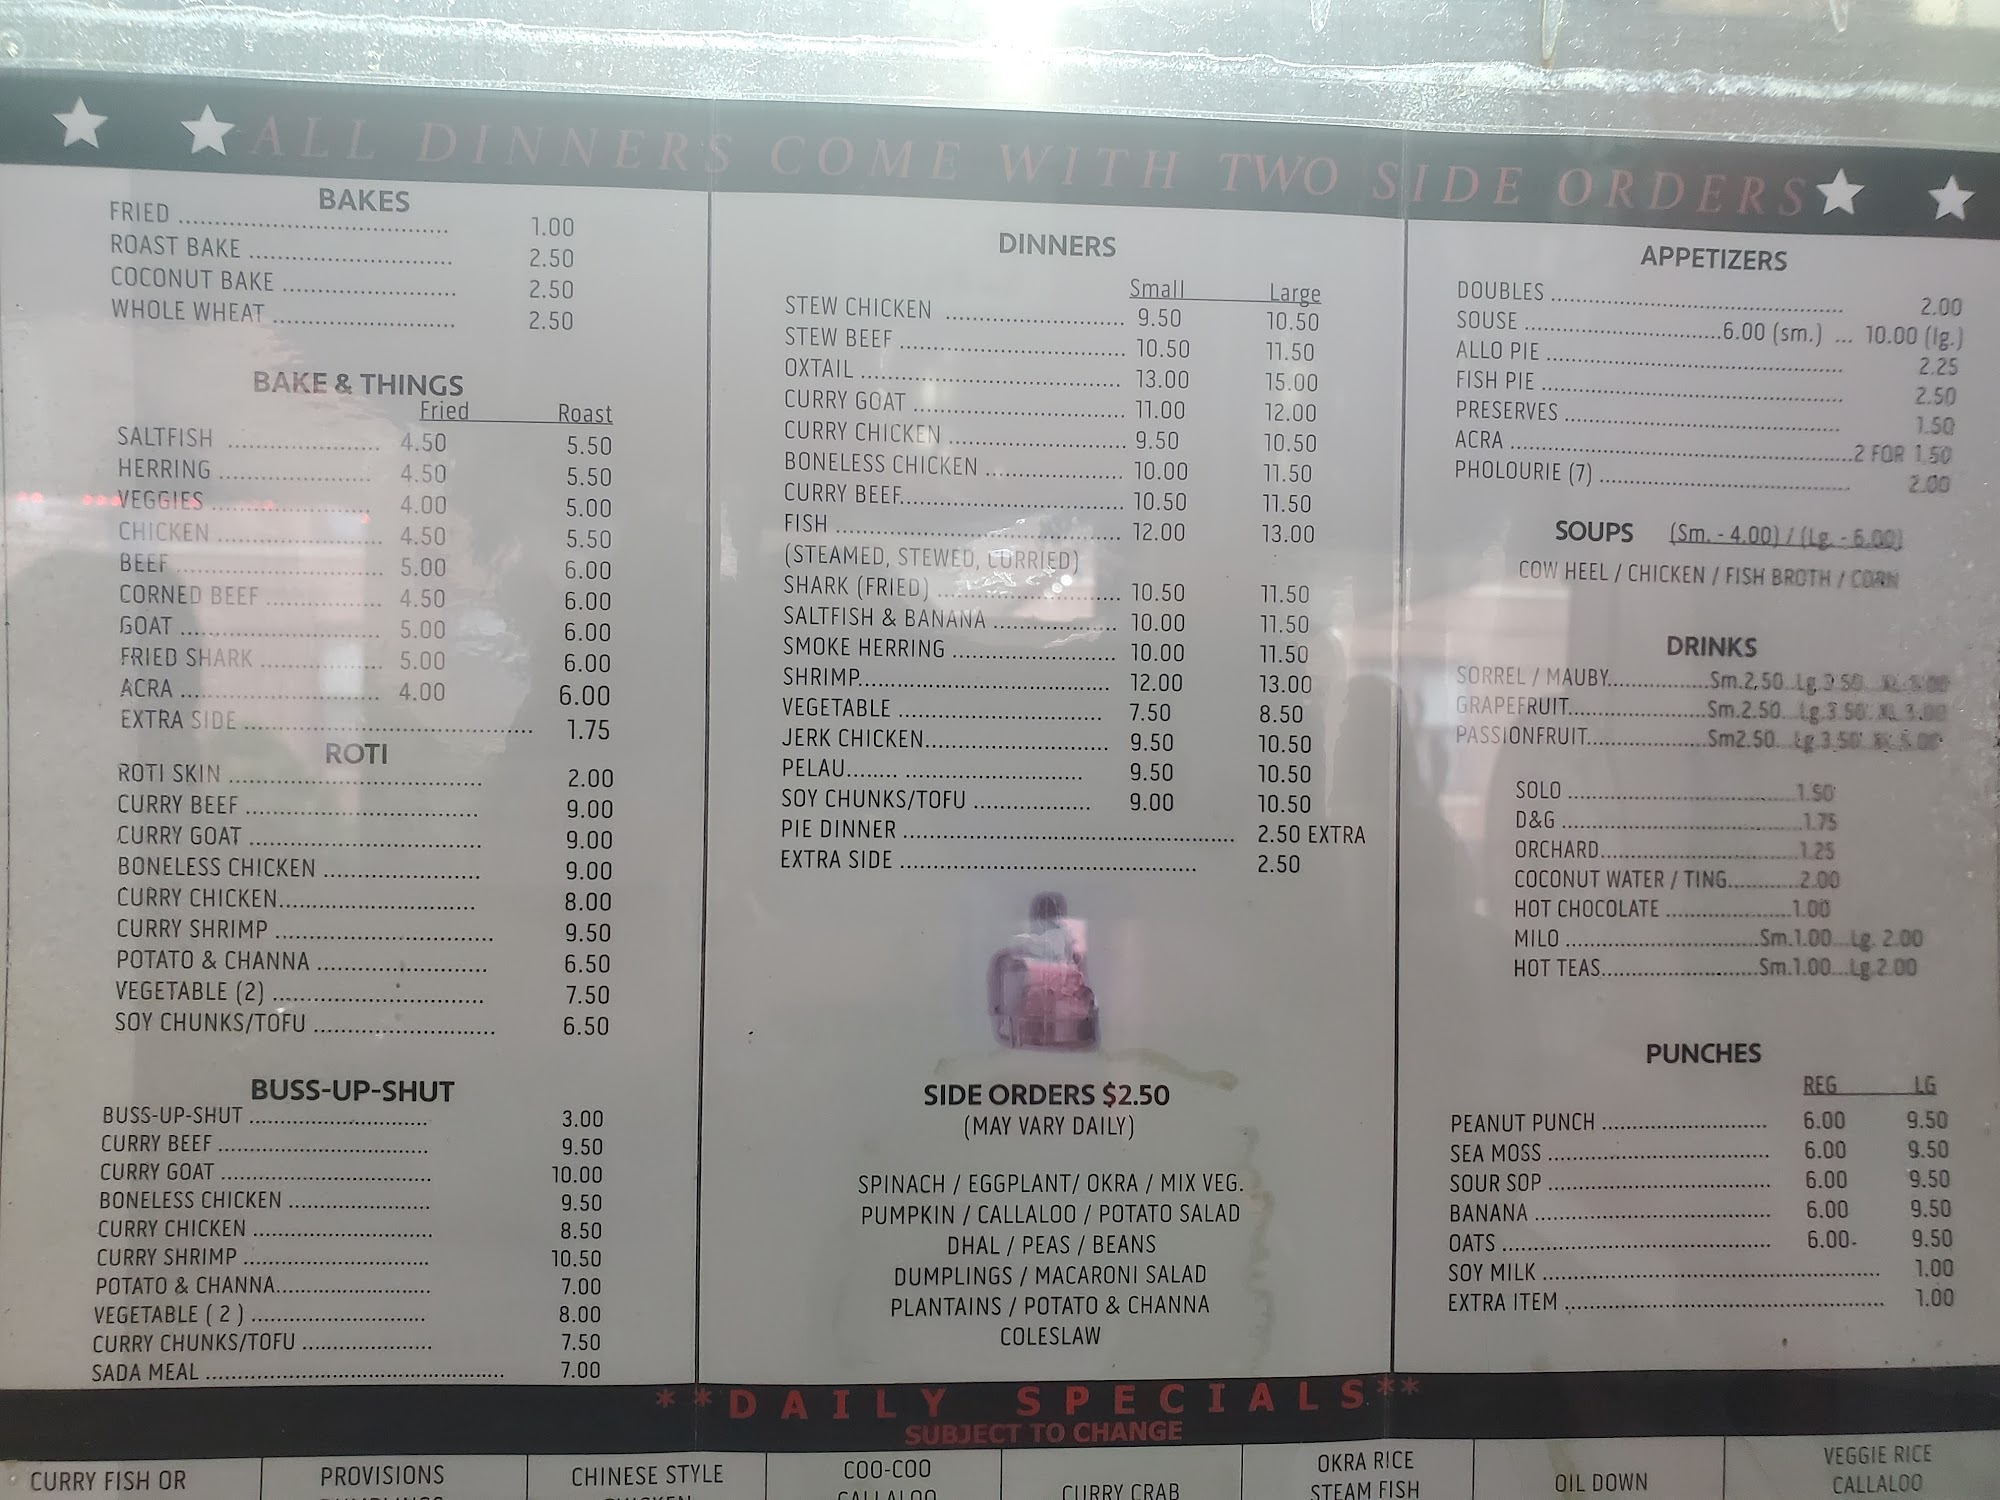 ALL DINNERS COME WITH TWO SIDE ORDERS
BAKES
FRIED 1.00
ROAST BAKE 2.50
COCONUT BAKE 2.50
WHOLE WHEAT 2.50
BAKE & THINGS
Fried Roast
SALTFISH 4.50 5.50
HERRING 4.50 5.50
VEGGIES 4.00 5.00
CHICKEN 4.50 5.50
BEEF 5.00 6.00
CORNED BEEF 4.50 6.00
GOAT 5.00 6.00
FRIED SHARK 5.00 6.00
ACRA 4.00 6.00
EXTRA SIDE 1.75
ROTI
ROTI SKIN 2.00
CURRY BEEF 9.00
CURRY GOAT 9.00
BONELESS CHICKEN 9.00
CURRY CHICKEN 8.00
CURRY SHRIMP 9.50
POTATO & CHANNA 6.50
VEGETABLE (2) 7.50
SOY CHUNKS/TOFU 6.50
BUSS-UP-SHUT
BUSS-UP-SHUT 3.00
CURRY BEEF 9.50
CURRY GOAT 10.00
BONELESS CHICKEN 9.50
CURRY CHICKEN 8.50
CURRY SHRIMP 10.50
POTATO & CHANNA 7.00
VEGETABLE ( 2 ) 8.00
CURRY CHUNKS/TOFU 7.50
SADA MEAL 7.00
DINNERS
Small Large
STEW CHICKEN 9.50 10.50
STEW BEEF 10.50 11.50
OXTAIL 13.00 15.00
CURRY GOAT 11.00 12.00
CURRY CHICKEN 9.50 10.50
BONELESS CHICKEN 10.00 11.50
CURRY BEEF 10.50 11.50
FISH 12.00 13.00
(STEAMED, STEWED, CURRIED)
SHARK (FRIED) 10.50 11.50
SALTFISH & BANANA 10.00 11.50
SMOKE HERRING 10.00 11.50
SHRIMP 12.00 13.00
VEGETABLE 7.50 8.50
JERK CHICKEN 9.50 10.50
PELAU 9.50 10.50
SOY CHUNKS/TOFU 9.00 10.50
PIE DINNER 2.50 EXTRA
EXTRA SIDE 2.50
SIDE ORDERS $2.50
(MAY VARY DAILY)
SPINACH / EGGPLANT/ OKRA / MIX VEG.
PUMPKIN / CALLALOO / POTATO SALAD
DHAL / PEAS / BEANS
DUMPLINGS / MACARONI SALAD
PLANTAINS / POTATO & CHANNA
COLESLAW
APPETIZERS
DOUBLES 2.00
SOUSE 6.00 (sm.) ... 10.00 (lg.)
ALLO PIE 2.25
FISH PIE 2.50
PRESERVES 1.50
ACRA 2 FOR 1.50
PHOLOURIE (7) 2.00
SOUPS (Sm. - 4.00) / (Lg. - 6.00)
COW HEEL / CHICKEN / FISH BROTH / CORN
DRINKS
SORREL / MAUBY Sm.2.50 Lg.3.50
GRAPEFRUIT Sm.2.50 Lg.3.50
PASSIONFRUIT Sm2.50 Lg.3.50
SOLO 1.50
D&G 1.75
ORCHARD 1.25
COCONUT WATER / TING 2.00
HOT CHOCOLATE 1.00
MILO Sm.1.00 Lg. 2.00
HOT TEAS Sm.1.00 Lg.2.00
PUNCHES
REG LG
PEANUT PUNCH 6.00 9.50
SEA MOSS 6.00 9.50
SOUR SOP 6.00 9.50
BANANA 6.00 9.50
OATS 6.00 9.50
SOY MILK 1.00
EXTRA ITEM 1.00
**DAILY SPECIALS**
SUBJECT TO CHANGE
CURRY FISH OR
PROVISIONS
DUMPLINGS
CHINESE STYLE
CHICKEN
COO-COO
CALLALOO
CURRY CRAB
OKRA RICE
STEAM FISH
OIL DOWN
VEGGIE RICE
CALLALOO